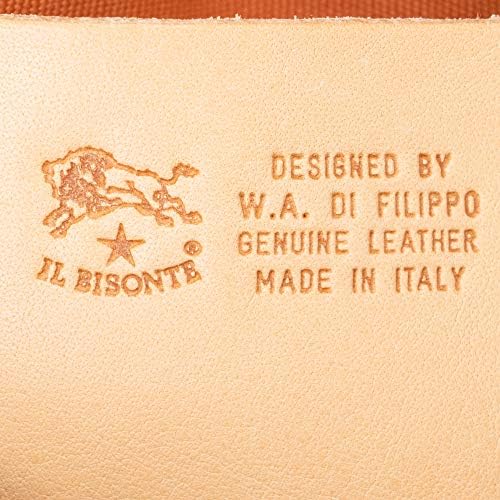 IL BISONTE®
DESIGNED BY
W.A. DI FILIPPO
GENUINE LEATHER
MADE IN ITALY